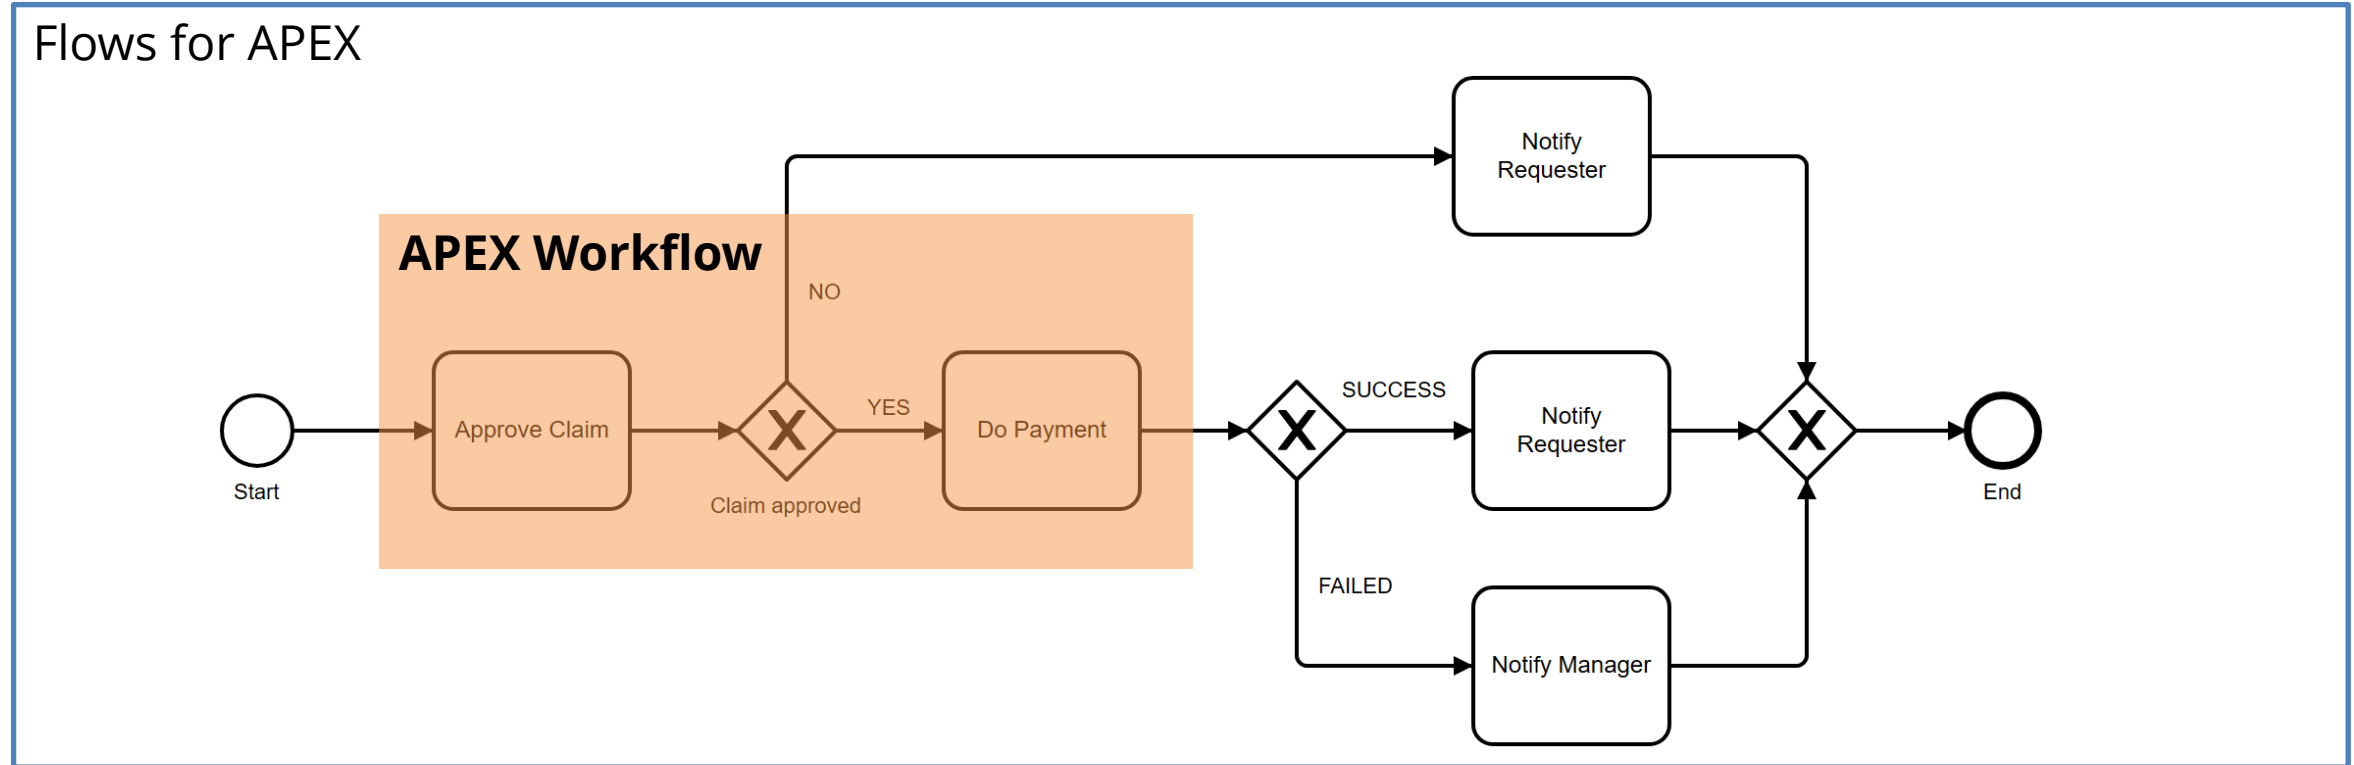 Flows for APEX
Notify
Requester
APEX Workflow
NO
Approve Claim
Claim approved
YES
Do Payment
SUCCESS
Notify
Requester
FAILED
Notify Manager
Start
End